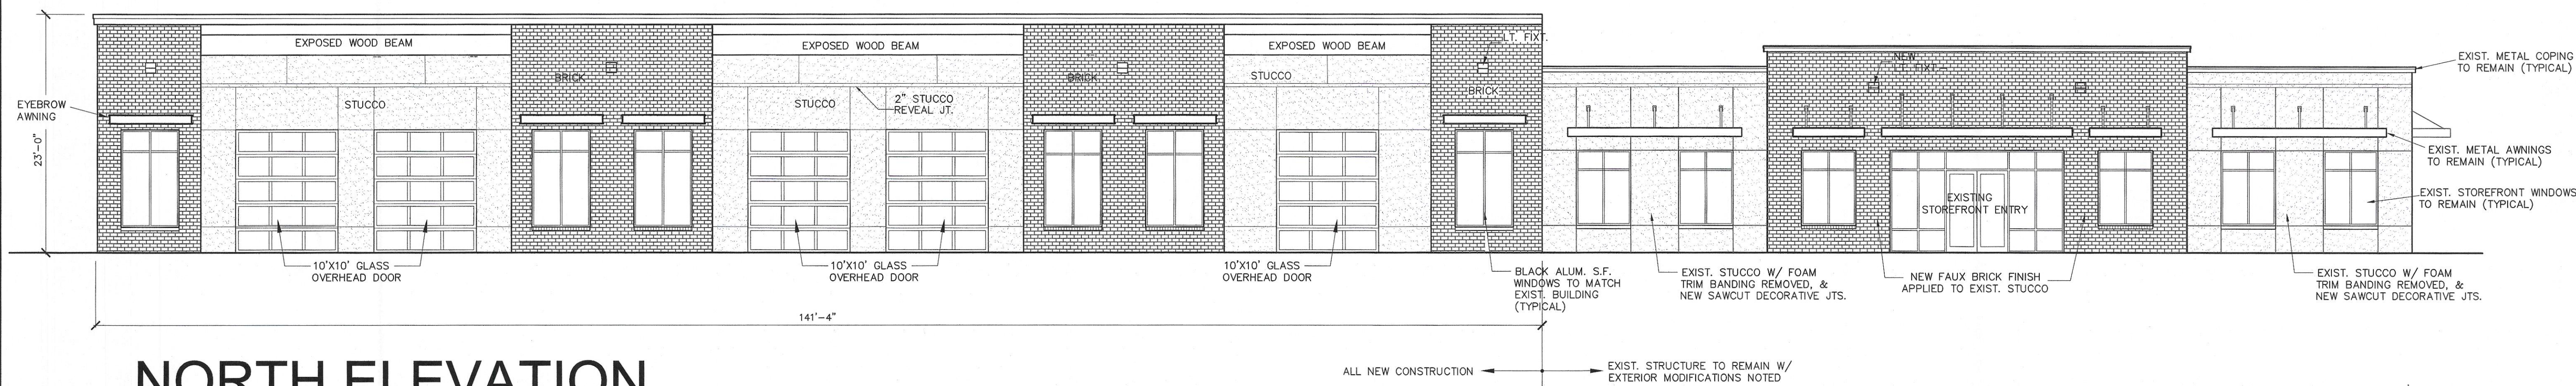 EXPOSED WOOD BEAM
EXPOSED WOOD BEAM
EXPOSED WOOD BEAM
LT. FIXT.
NEW
LT. FIXT.
EXIST. METAL COPING
TO REMAIN (TYPICAL)
BRICK
BRICK
STUCCO
BRICK
EYEBROW
AWNING
STUCCO
STUCCO
2" STUCCO
REVEAL JT.
23'-0"
EXIST. METAL AWNINGS
TO REMAIN (TYPICAL)
EXISTING
STOREFRONT ENTRY
EXIST. STOREFRONT WINDOWS
TO REMAIN (TYPICAL)
10'X10' GLASS
OVERHEAD DOOR
10'X10' GLASS
OVERHEAD DOOR
10'X10' GLASS
OVERHEAD DOOR
BLACK ALUM. S.F.
WINDOWS TO MATCH
EXIST. BUILDING
(TYPICAL)
EXIST. STUCCO W/ FOAM
TRIM BANDING REMOVED, &
NEW SAWCUT DECORATIVE JTS.
NEW FAUX BRICK FINISH
APPLIED TO EXIST. STUCCO
EXIST. STUCCO W/ FOAM
TRIM BANDING REMOVED, &
NEW SAWCUT DECORATIVE JTS.
141'-4"
NORTH ELEVATION
ALL NEW CONSTRUCTION
EXIST. STRUCTURE TO REMAIN W/
EXTERIOR MODIFICATIONS NOTED